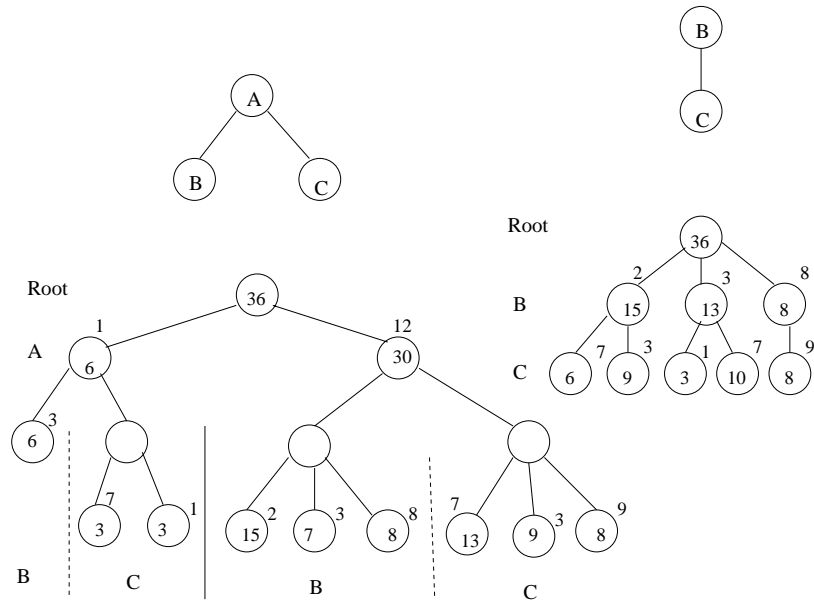 B
A
C
B C
Root
36
Root
36
2 3 8
B 15 13 8
7 3 1 7 9
C 6 9 3 10 8
1 12
A 6 30
3
6
7 1 2 3 8 7 3 9
3 3 15 7 8 13 9 8
B C B C